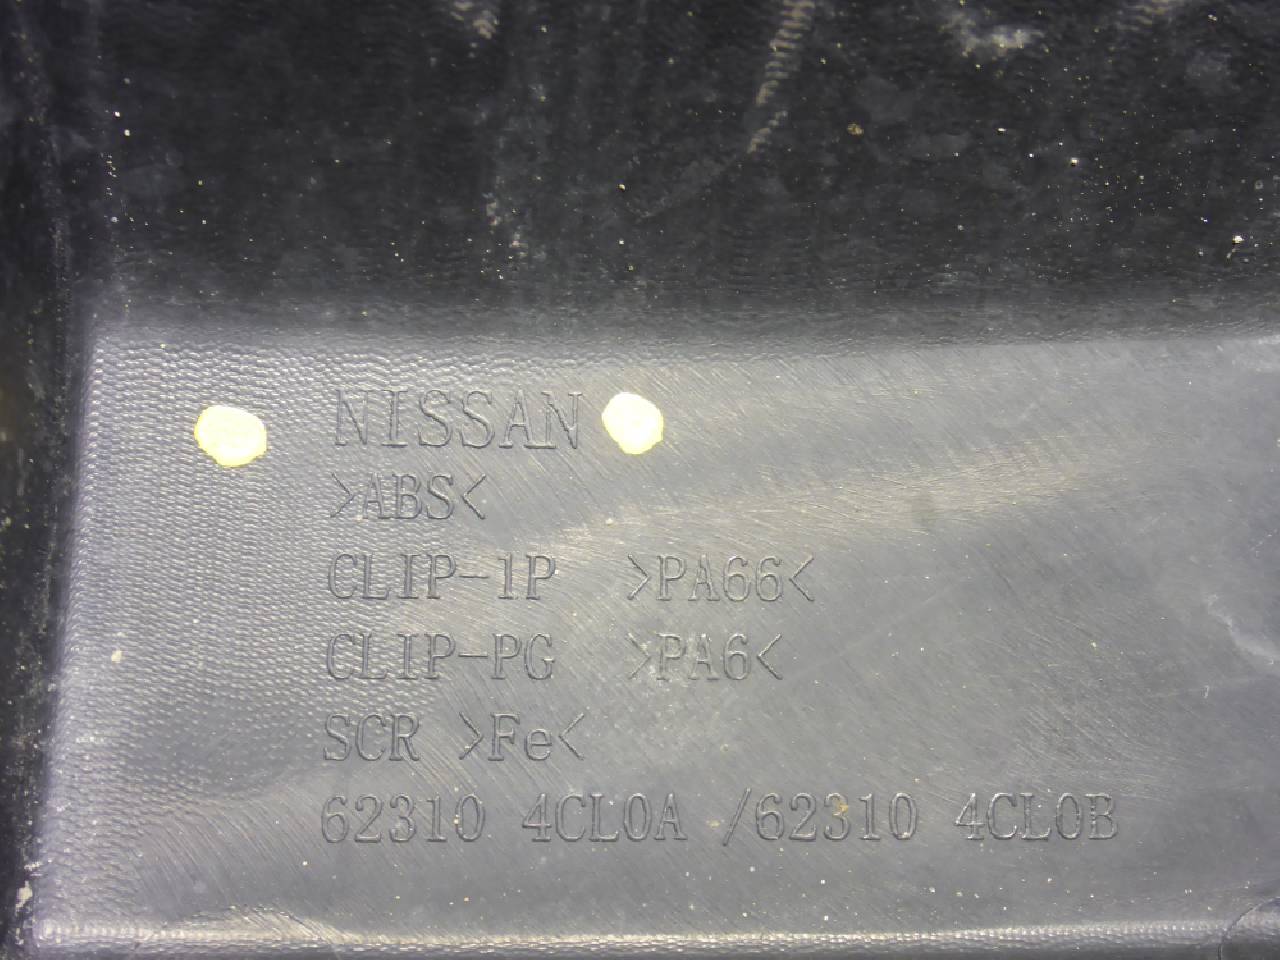 NISSAN
>ABS<
CLIP-1P >PA66<
CLIP-PG >PA6<
SCR >Fe<
62310 4CL0A /62310 4CL0B